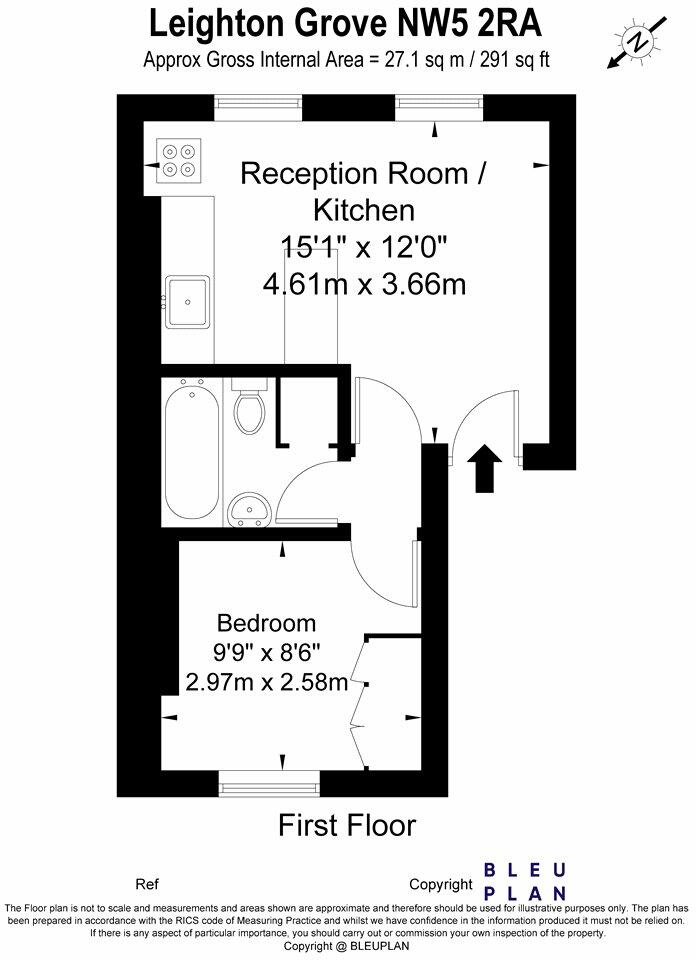 Leighton Grove NW5 2RA
Approx Gross Internal Area = 27.1 sq m / 291 sq ft
N
Reception Room /
Kitchen
15'1" x 12'0"
4.61m x 3.66m
Bedroom
9'9" x 8'6"
2.97m x 2.58m
First Floor
Ref
Copyright
BLEU
PLAN
The Floor plan is not to scale and measurements and areas shown are approximate and therefore should be used for illustrative purposes only. The plan has
been prepared in accordance with the RICS code of Measuring Practice and whilst we have confidence in the information produced it must not be relied on.
If there is any aspect of particular importance, you should carry out or commission your own inspection of the property.
Copyright @ BLEUPLAN